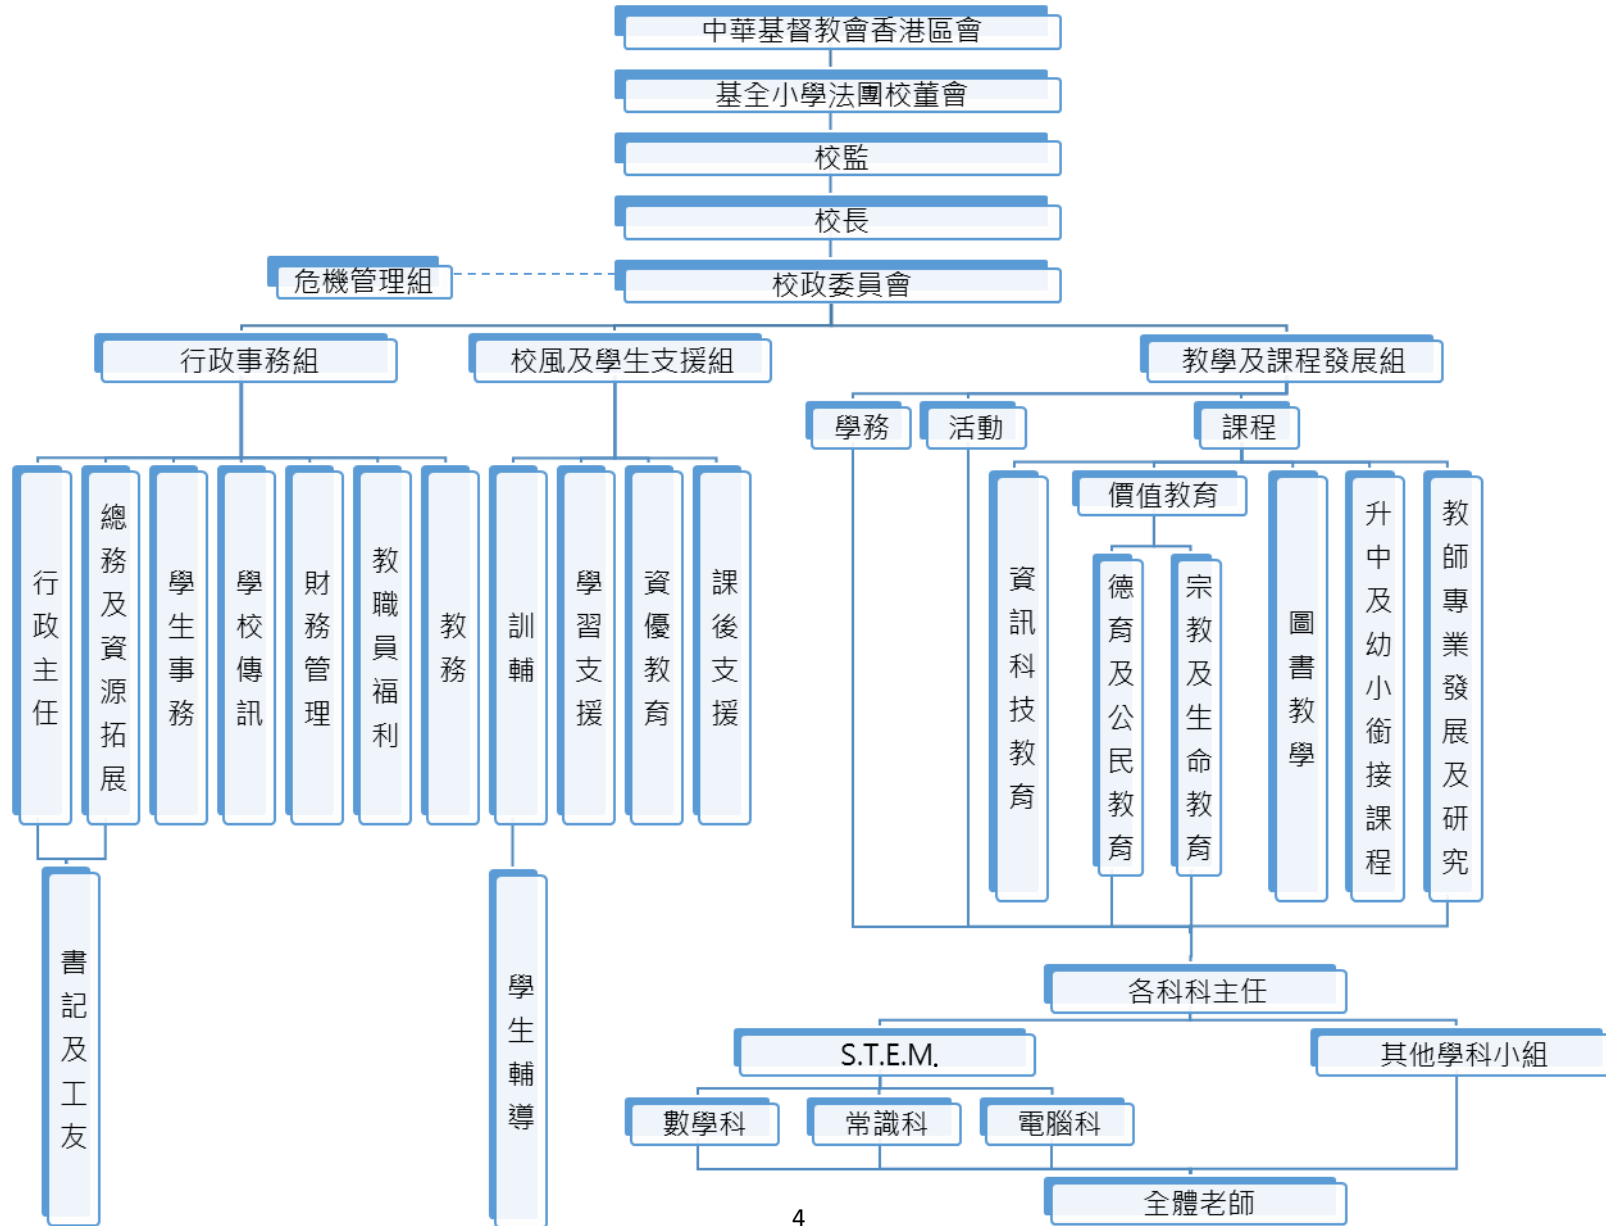 中華基督教會香港區會
基全小學法團校董會
校監
校長
危機管理組
校政委員會
行政事務組
校風及學生支援組
教學及課程發展組
學務
活動
課程
行政主任
總務及資源拓展
學生事務
學校傳訊
財務管理
教職員福利
教務
訓輔
學習支援
資優教育
課後支援
資訊科技教育
價值教育
德育及公民教育
宗教及生命教育
圖書教學
升中及幼小銜接課程
教師專業發展及研究
書記及工友
學生輔導
各科科主任
S.T.E.M.
其他學科小組
數學科
常識科
電腦科
全體老師
4